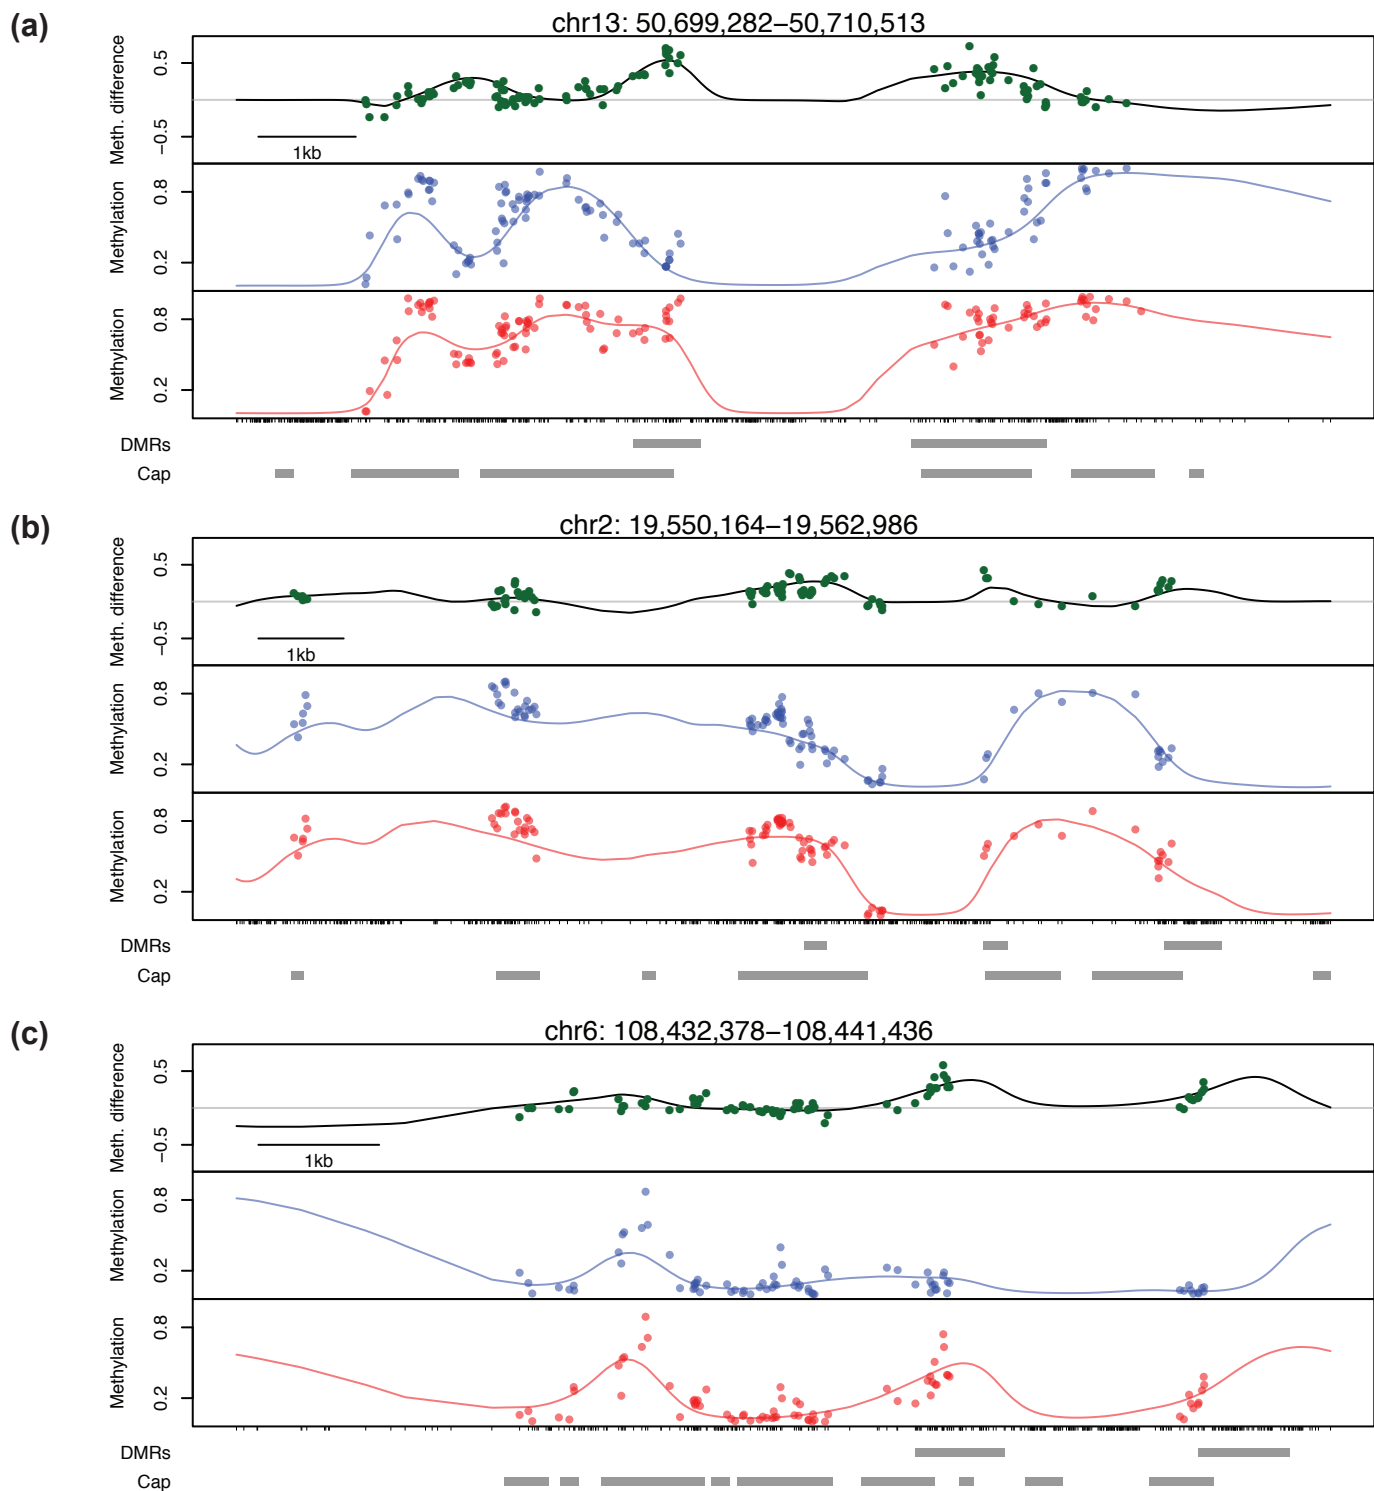 (a)
chr13: 50,699,282−50,710,513
Meth. difference
0.5
−0.5
1kb
Methylation
0.8
0.2
Methylation
0.8
0.2
DMRs
Cap
(b)
chr2: 19,550,164−19,562,986
Meth. difference
0.5
−0.5
1kb
Methylation
0.8
0.2
Methylation
0.8
0.2
DMRs
Cap
(c)
chr6: 108,432,378−108,441,436
Meth. difference
0.5
−0.5
1kb
Methylation
0.8
0.2
Methylation
0.8
0.2
DMRs
Cap